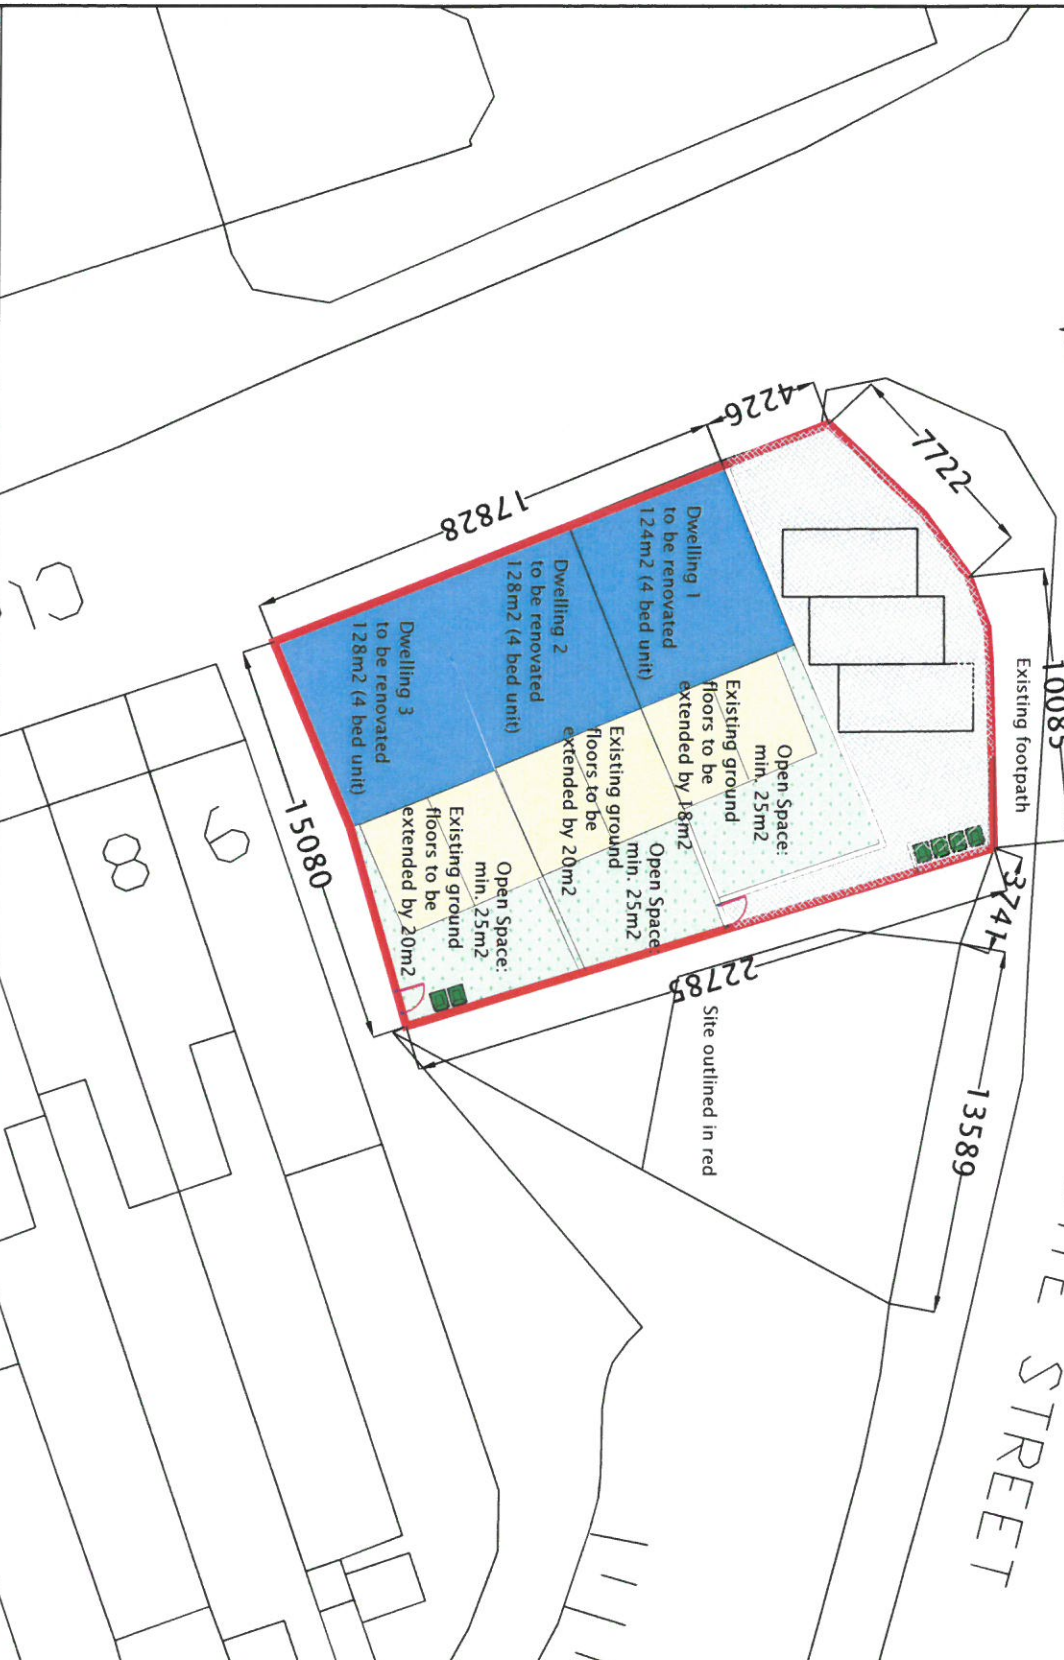 Dwelling 1
to be renovated
124m2 (4 bed unit)
Existing ground
floors to be
extended by 18m2
Open Space:
min. 25m2
Dwelling 2
to be renovated
128m2 (4 bed unit)
Existing ground
floors to be
extended by 20m2
Open Space
min. 25m2
Dwelling 3
to be renovated
128m2 (4 bed unit)
Existing ground
floors to be
extended by 20m2
Open Space:
min. 25m2
Existing footpath
Site outlined in red
4226
7722
10085
17828
3241
22785
13589
15080
6
8
STREET